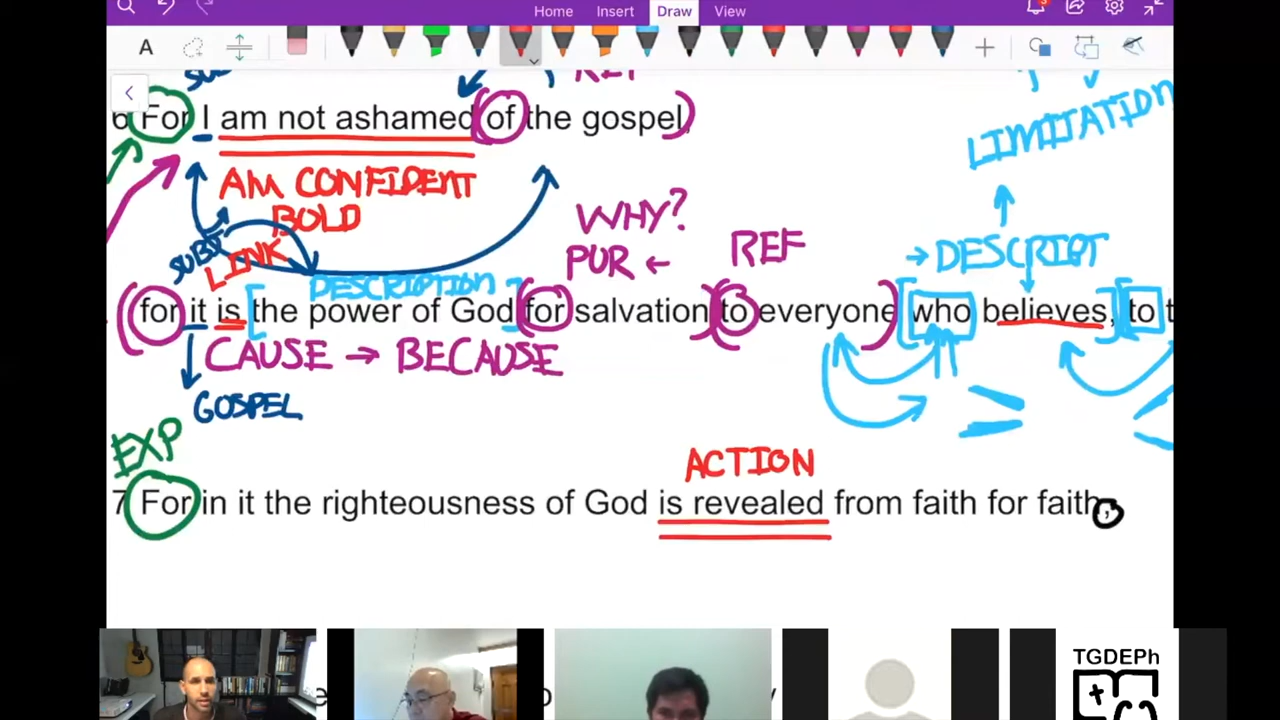 Home Insert Draw View
A
REF
6 For I am not ashamed of the gospel,
LIMITATION
AM CONFIDENT
BOLD
WHY?
SUBJ
LINK
PUR ←
REF
→ DESCRIPT
DESCRIPTION
for it is the power of God for salvation to everyone who believes, to t
CAUSE → BECAUSE
GOSPEL
EXP
ACTION
7 For in it the righteousness of God is revealed from faith for faith,
TGDEPh